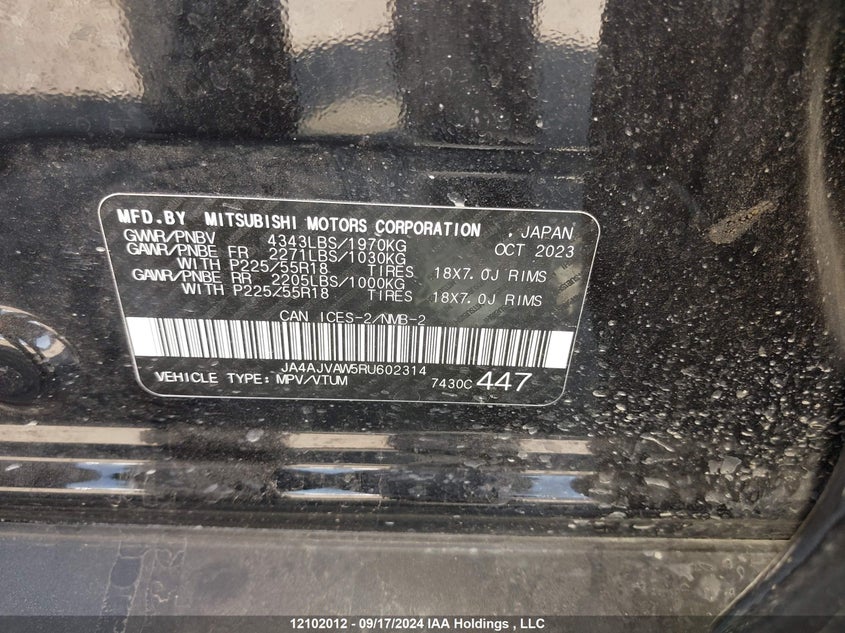 MFD.BY MITSUBISHI MOTORS CORPORATION , JAPAN
GVWR/PNBV 4343LBS/1970KG OCT 2023
GAWR/PNBE FR 2271LBS/1030KG
WITH P225/55R18 TIRES 18X7.0J RIMS
GAWR/PNBE RR 2205LBS/1000KG
WITH P225/55R18 TIRES 18X7.0J RIMS
CAN ICES-2/NMB-2
JA4AJVAW5RU602314
VEHICLE TYPE:MPV/VTUM 7430C 447
12102012 - 09/17/2024 IAA Holdings , LLC